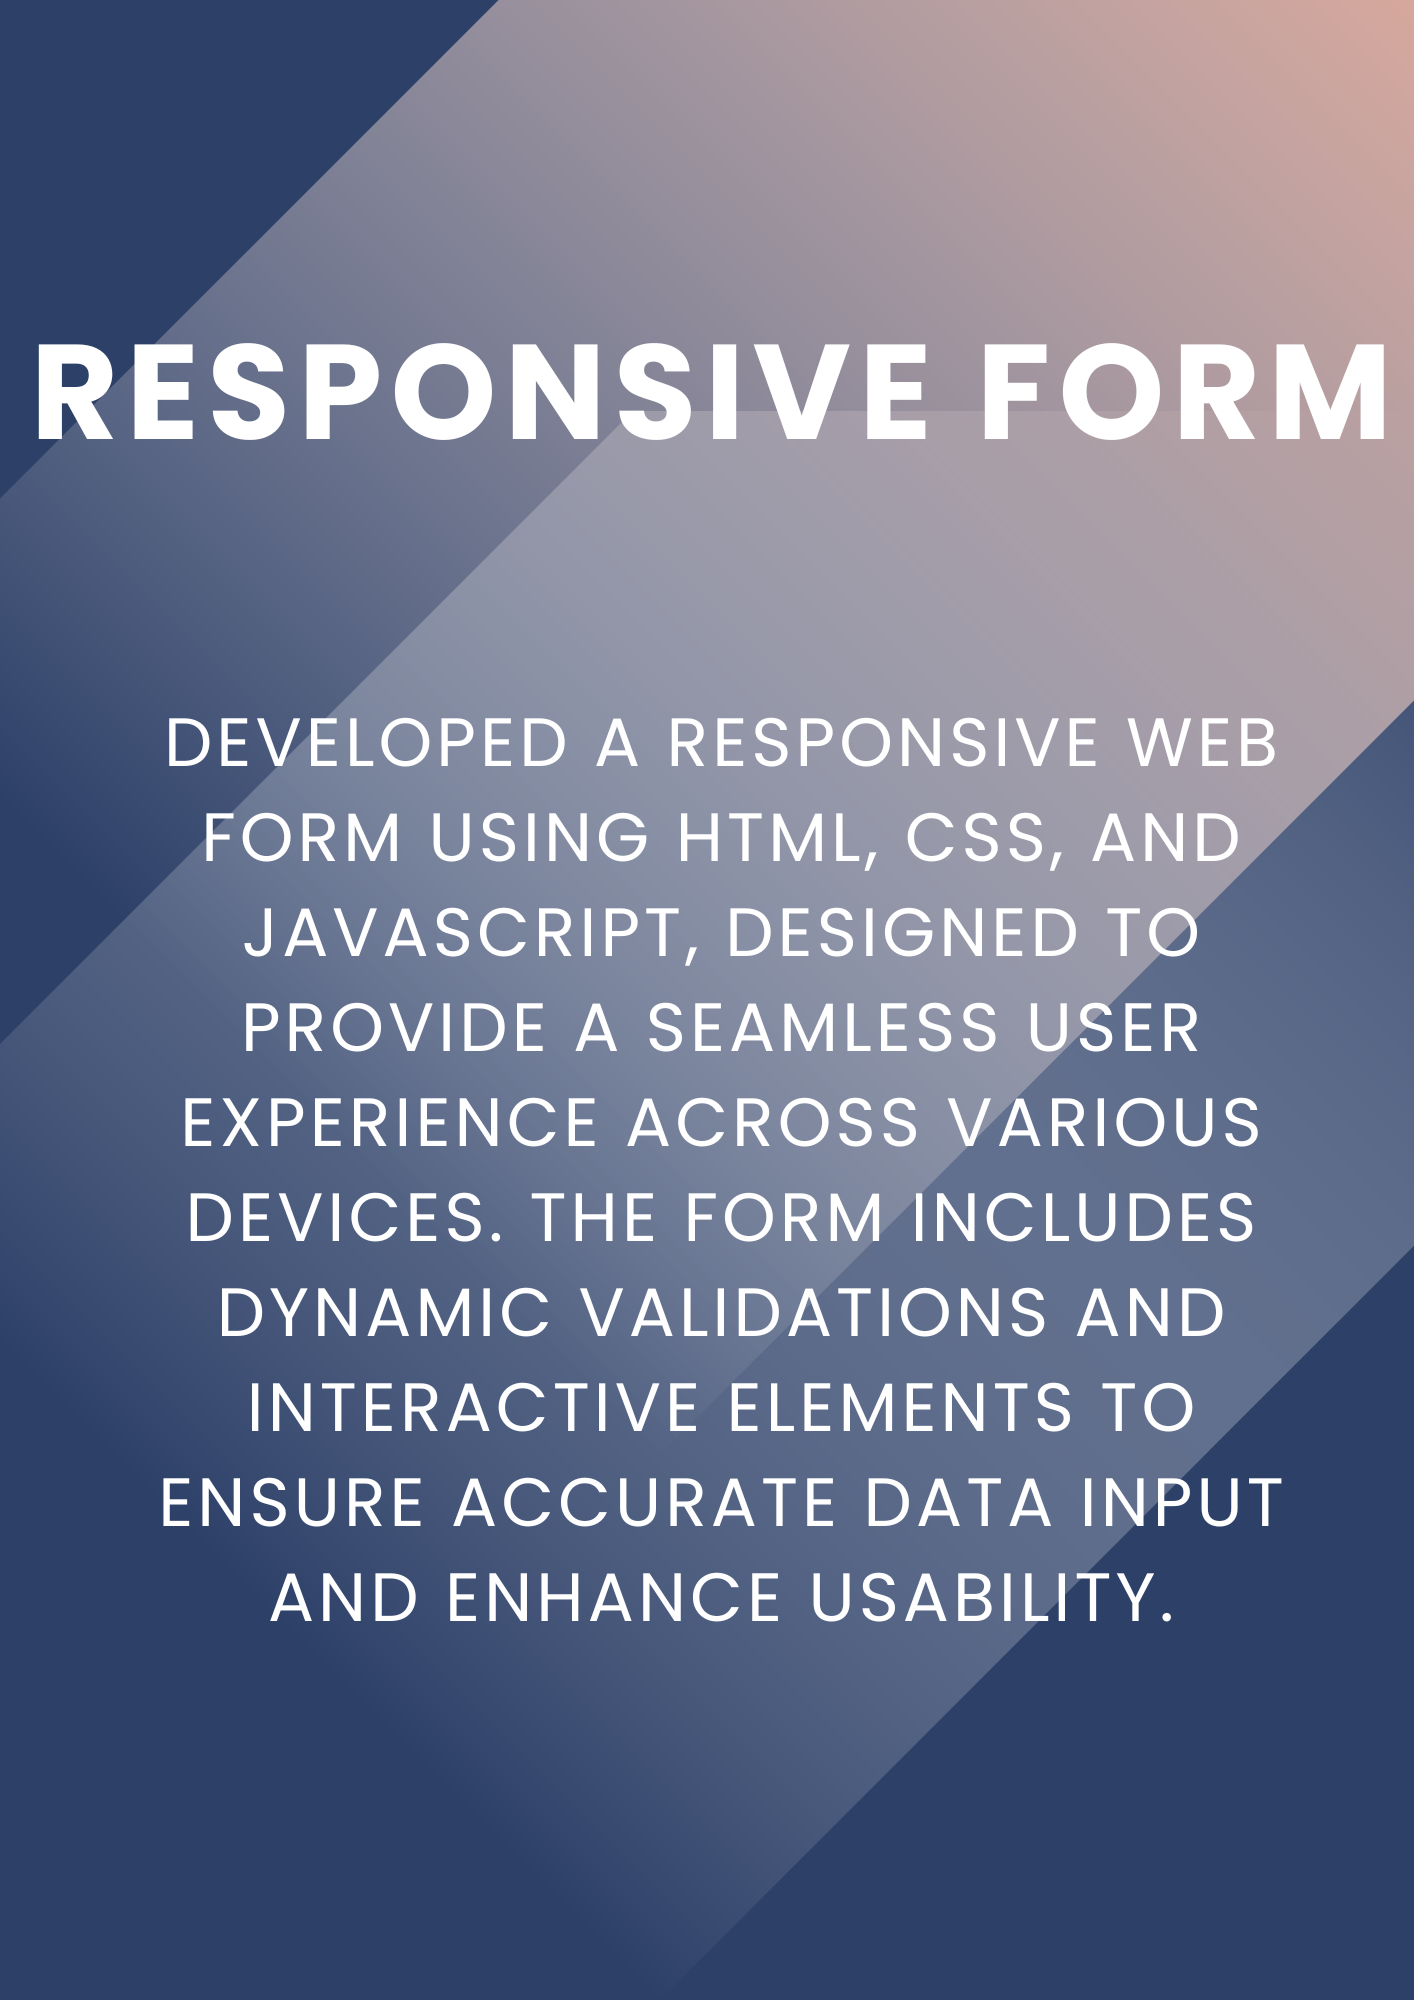 RESPONSIVE FORM
DEVELOPED A RESPONSIVE WEB
FORM USING HTML, CSS, AND
JAVASCRIPT, DESIGNED TO
PROVIDE A SEAMLESS USER
EXPERIENCE ACROSS VARIOUS
DEVICES. THE FORM INCLUDES
DYNAMIC VALIDATIONS AND
INTERACTIVE ELEMENTS TO
ENSURE ACCURATE DATA INPUT
AND ENHANCE USABILITY.